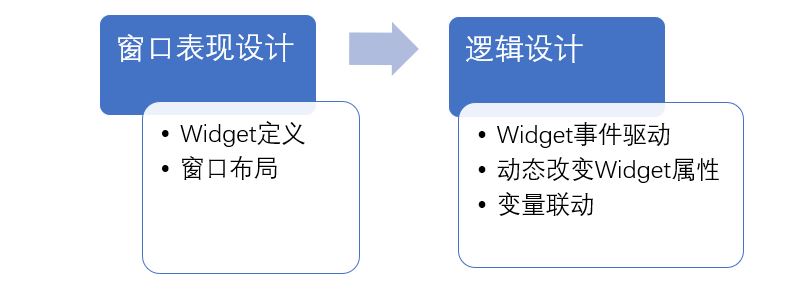 窗口表现设计
• Widget定义
• 窗口布局
逻辑设计
• Widget事件驱动
• 动态改变Widget属性
• 变量联动